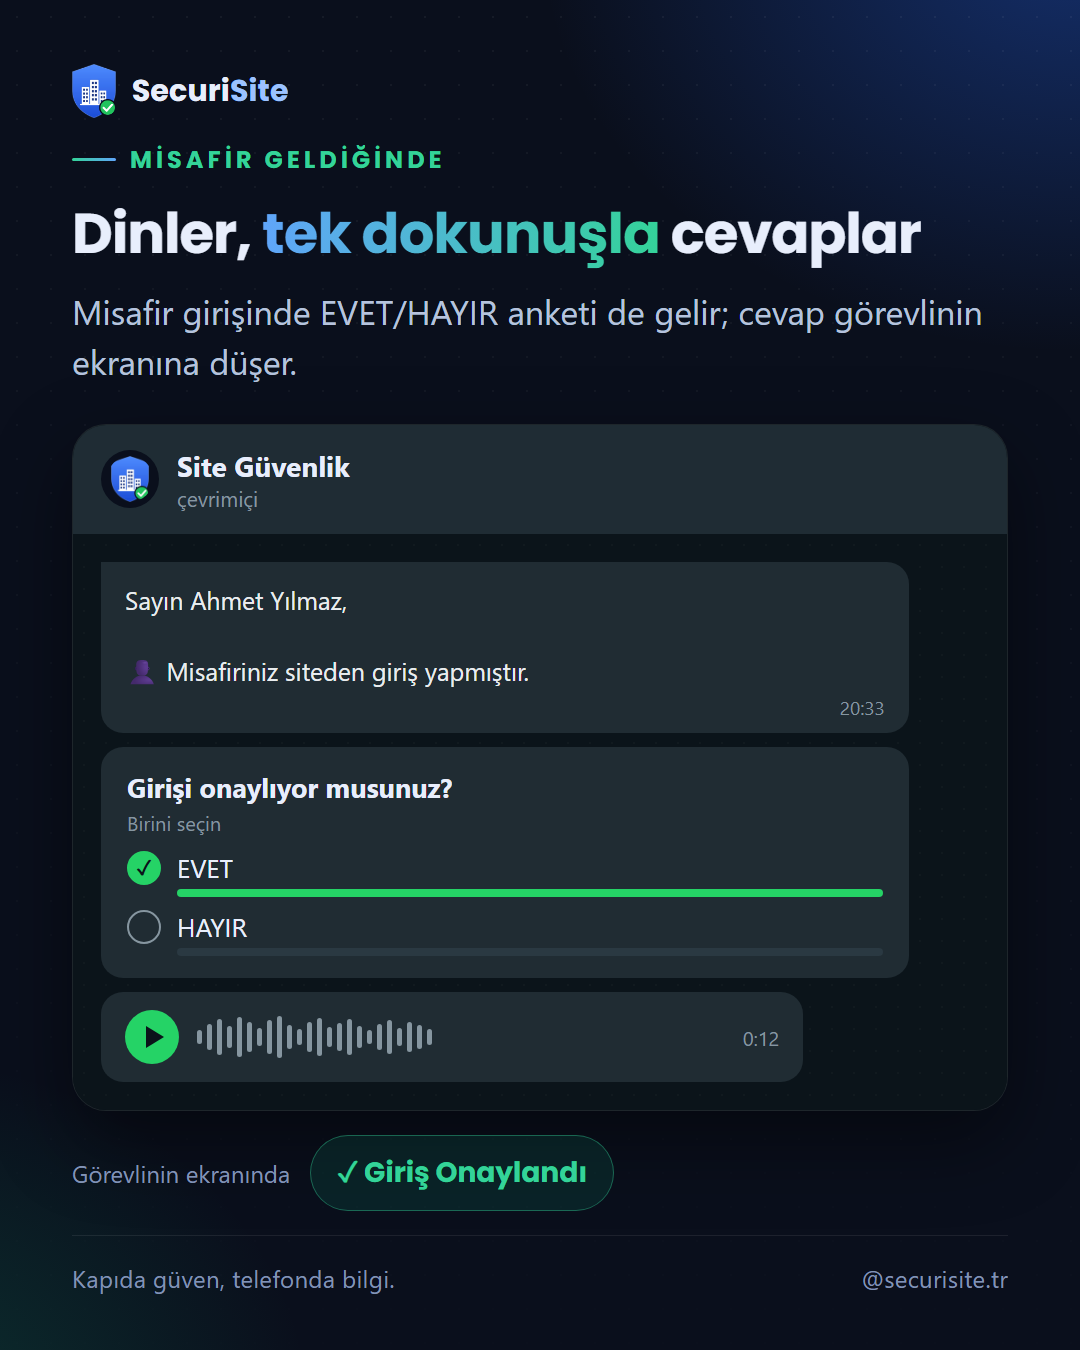 SecuriSite
MİSAFİR GELDİĞİNDE
Dinler, tek dokunuşla cevaplar
Misafir girişinde EVET/HAYIR anketi de gelir; cevap görevlinin
ekranına düşer.
Site Güvenlik
çevrimiçi
Sayın Ahmet Yılmaz,
👤 Misafiriniz siteden giriş yapmıştır.
20:33
Girişi onaylıyor musunuz?
Birini seçin
✓ EVET
HAYIR
0:12
Görevlinin ekranında
✓ Giriş Onaylandı
Kapıda güven, telefonda bilgi.
@securisite.tr